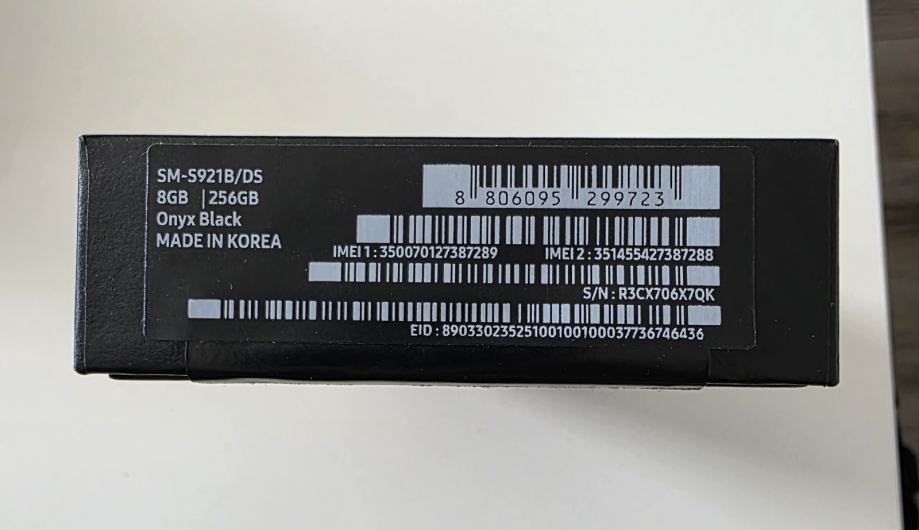 SM-S921B/DS
8GB | 256GB
Onyx Black
MADE IN KOREA
8 806095 299723
IMEI 1 : 350070127387289 IMEI 2 : 351455427387288
S/N : R3CX706X7QK
EID : 89033023525100100100037736746436